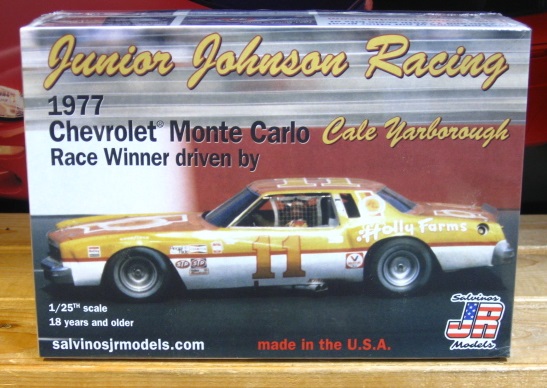 Junior Johnson Racing
1977
Chevrolet® Monte Carlo
Race Winner driven by Cale Yarborough
11
Holly Farms
11
1/25TH scale
18 years and older
salvinosjrmodels.com
made in the U.S.A.
Salvinos
JR
Models